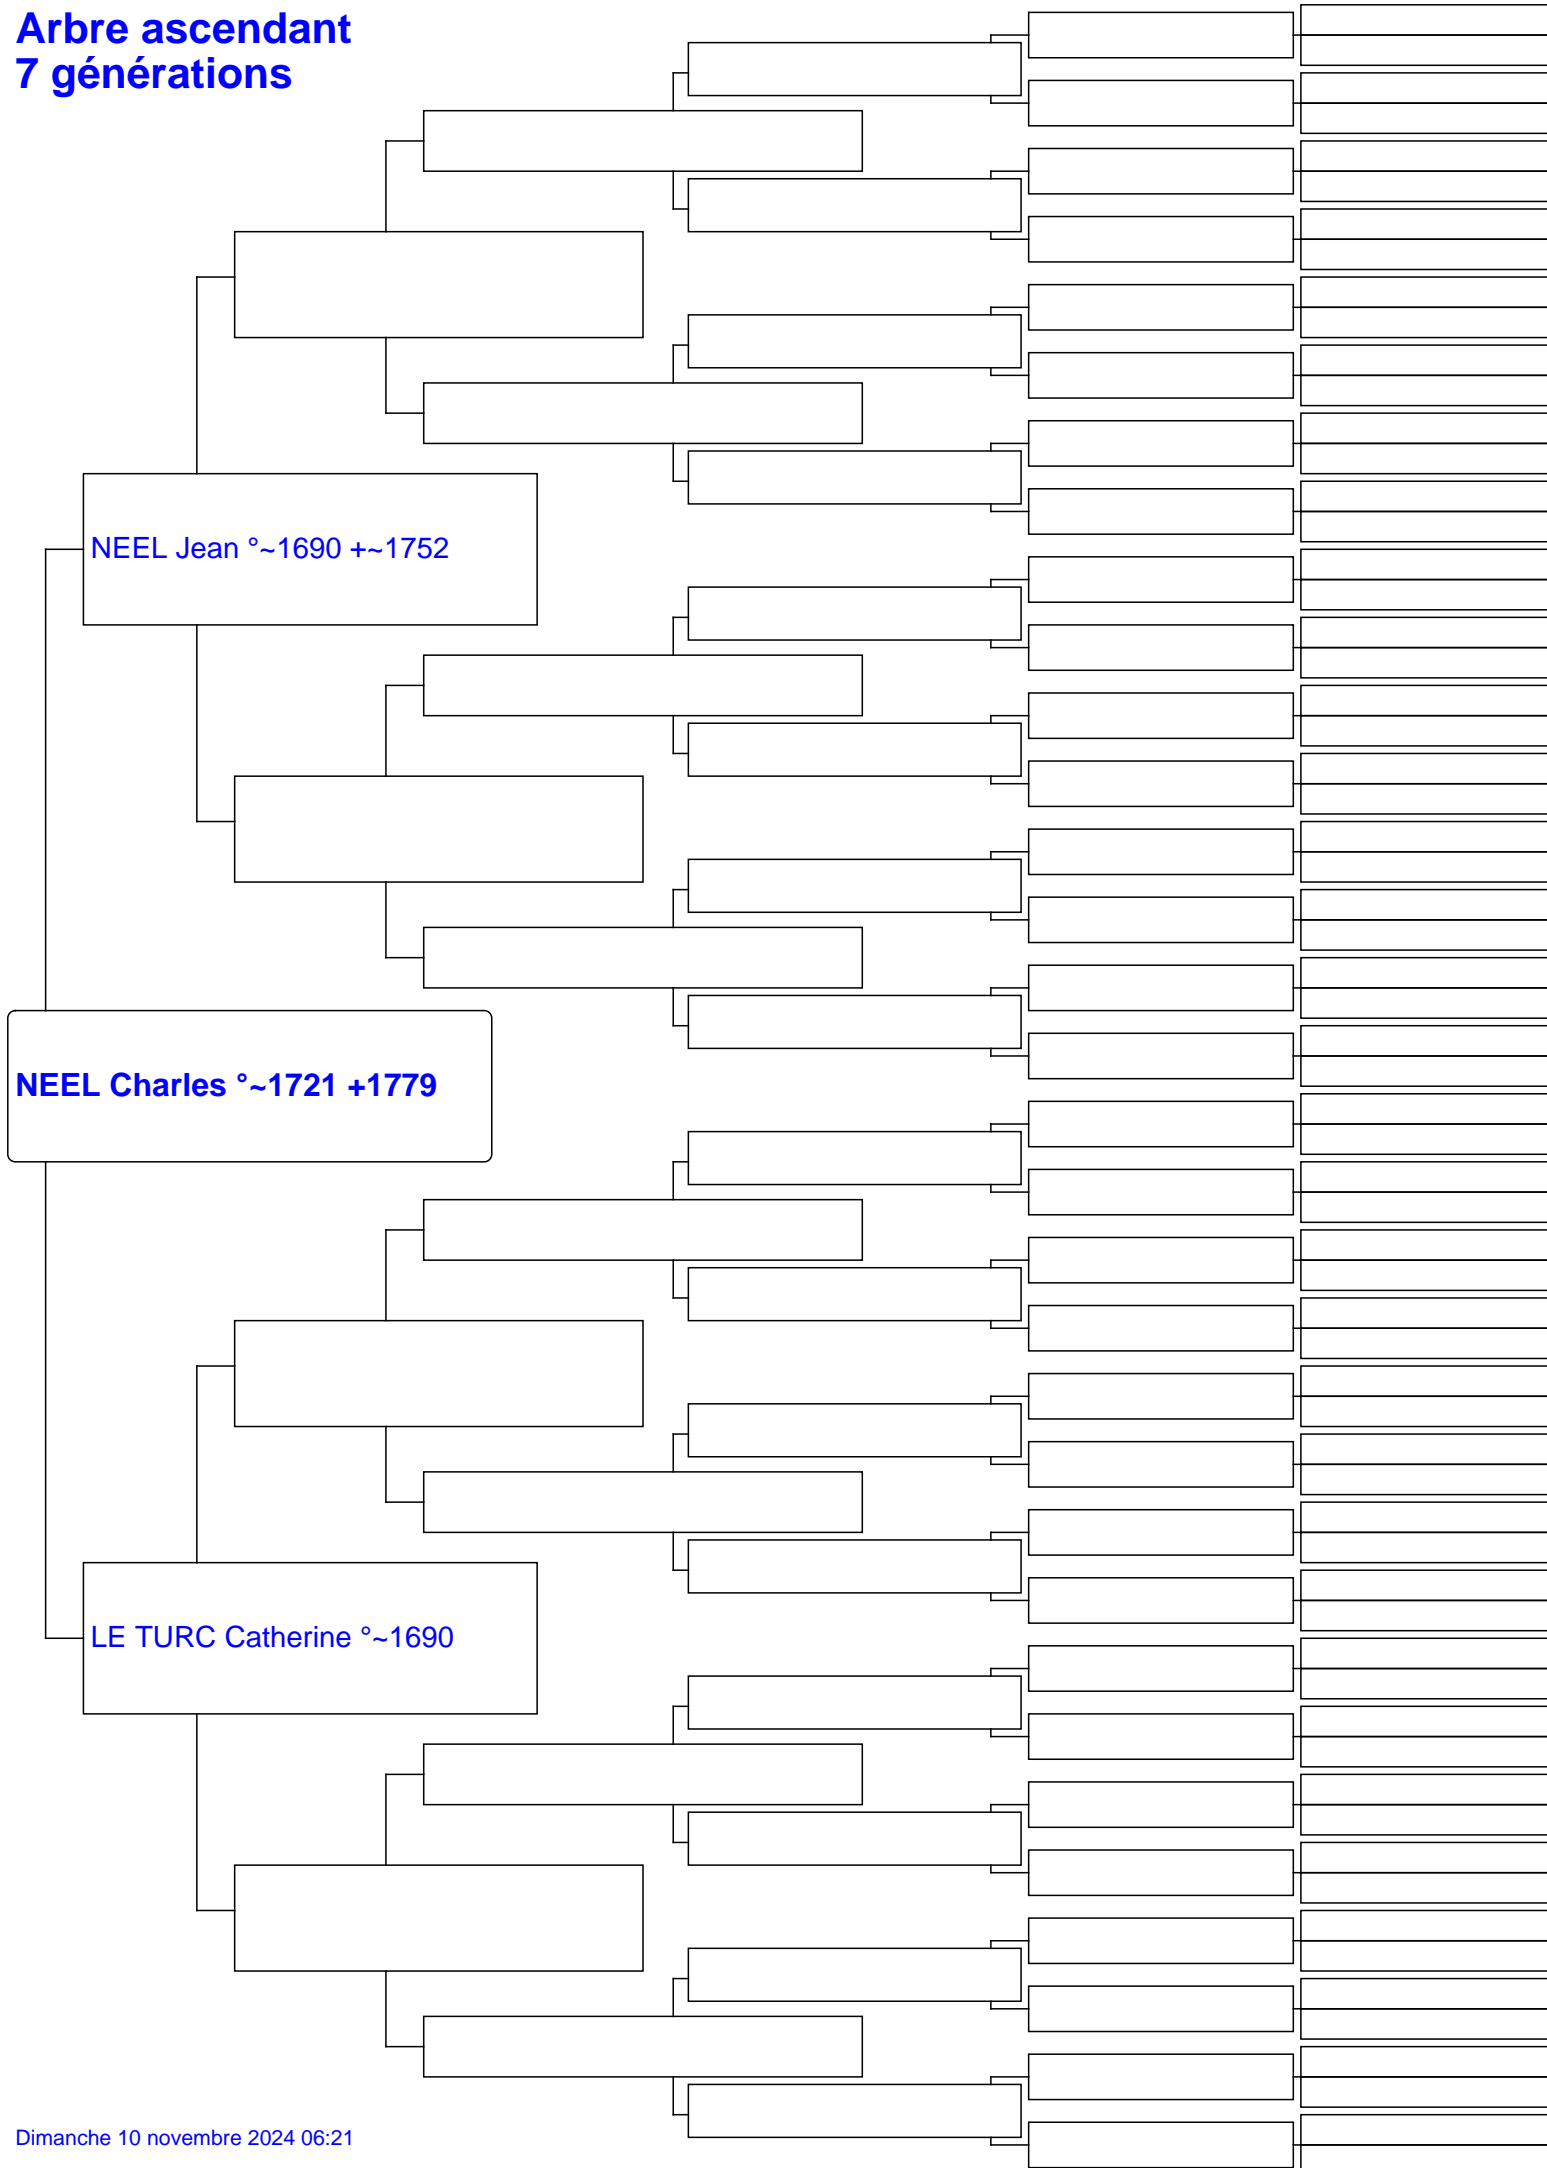 Arbre ascendant
7 générations
NEEL Jean °~1690 +~1752
NEEL Charles °~1721 +1779
LE TURC Catherine °~1690
Dimanche 10 novembre 2024 06:21